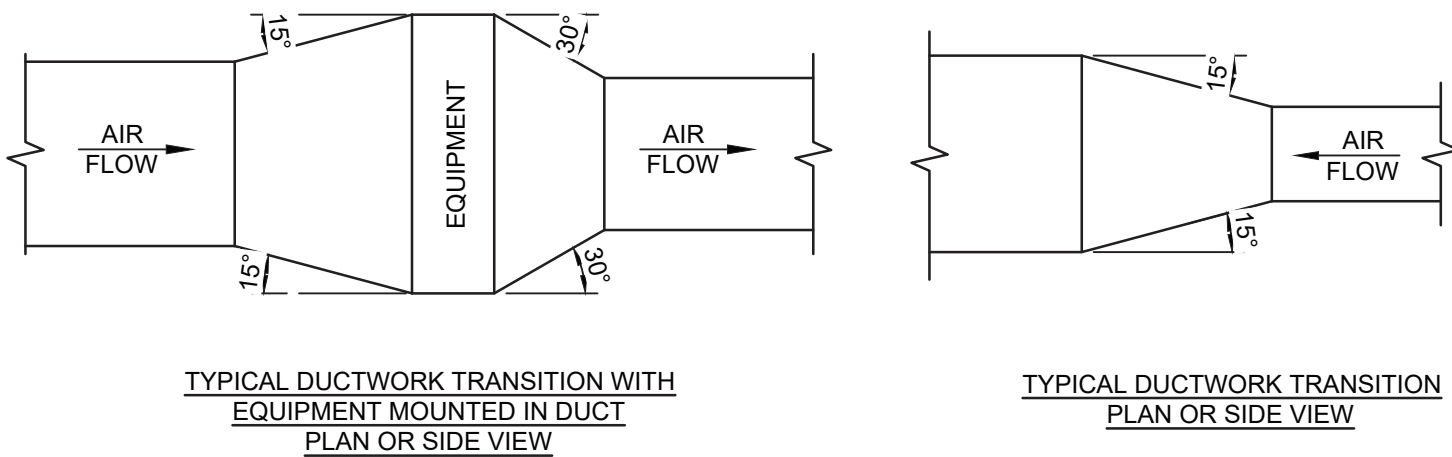 15°
30°
AIR
FLOW
EQUIPMENT
AIR
FLOW
15°
30°
TYPICAL DUCTWORK TRANSITION WITH
EQUIPMENT MOUNTED IN DUCT
PLAN OR SIDE VIEW
15°
AIR
FLOW
15°
TYPICAL DUCTWORK TRANSITION
PLAN OR SIDE VIEW